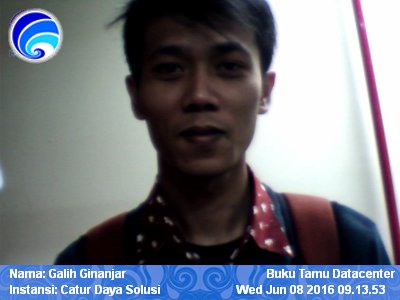 Nama: Galih Ginanjar Buku Tamu Datacenter
Instansi: Catur Daya Solusi Wed Jun 08 2016 09.13.53